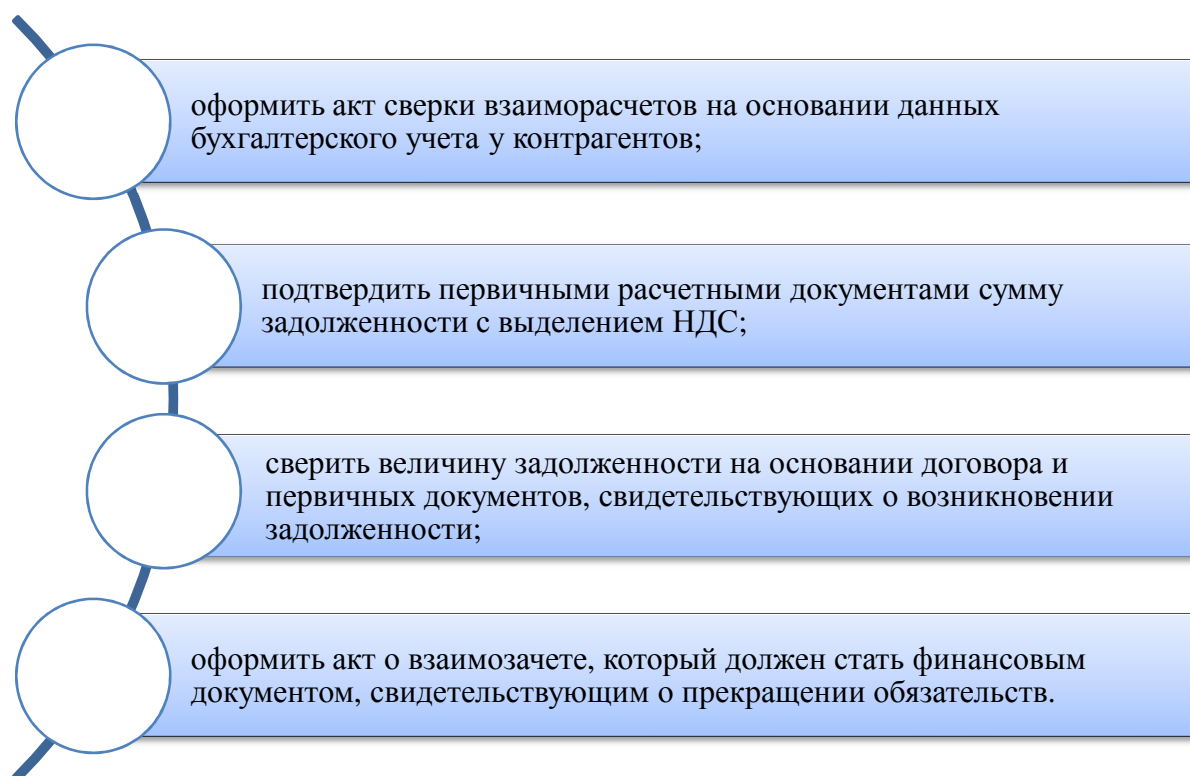 оформить акт сверки взаиморасчетов на основании данных
бухгалтерского учета у контрагентов;
подтвердить первичными расчетными документами сумму
задолженности с выделением НДС;
сверить величину задолженности на основании договора и
первичных документов, свидетельствующих о возникновении
задолженности;
оформить акт о взаимозачете, который должен стать финансовым
документом, свидетельствующим о прекращении обязательств.